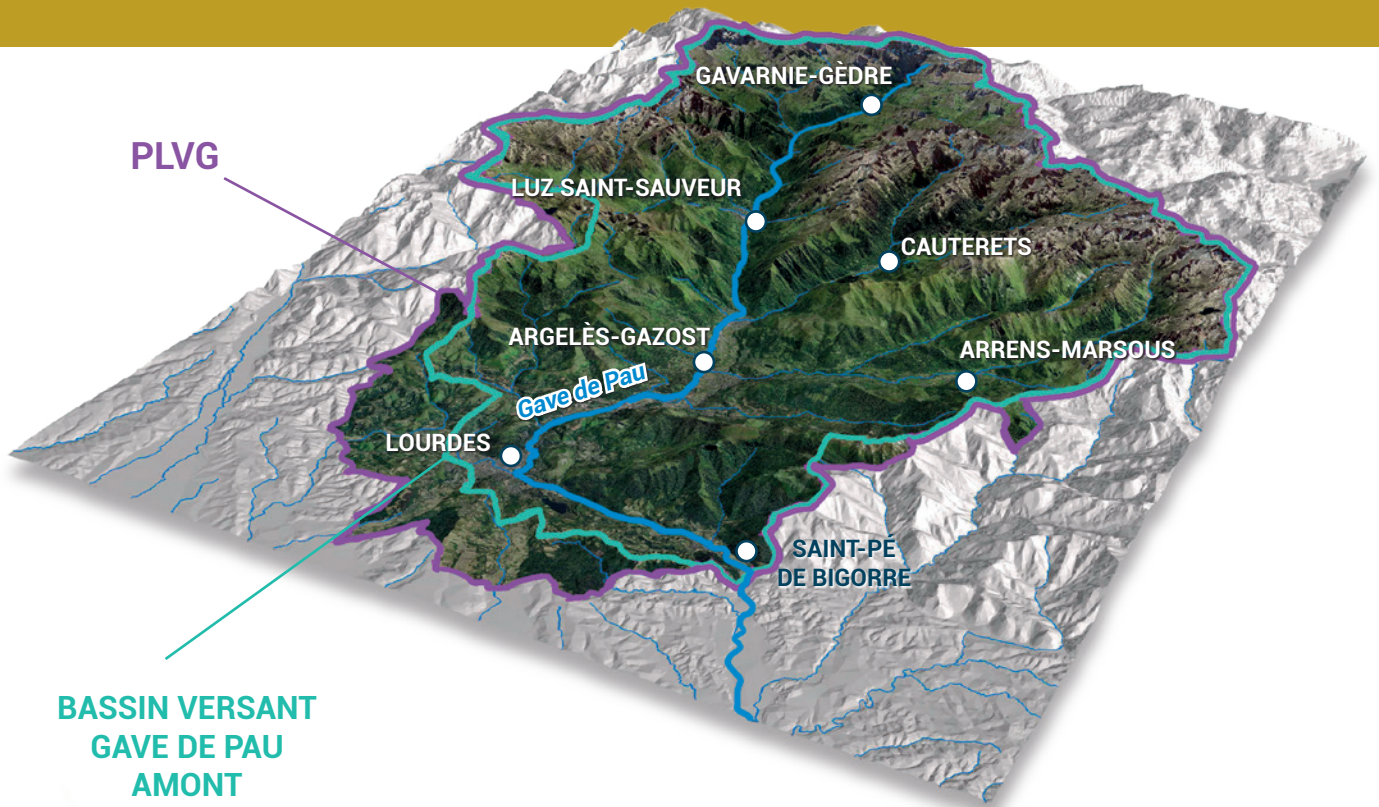 GAVARNIE-GÈDRE
PLVG
LUZ SAINT-SAUVEUR
CAUTERETS
ARGELÈS-GAZOST
ARRENS-MARSOUS
Gave de Pau
LOURDES
SAINT-PÉ
DE BIGORRE
BASSIN VERSANT
GAVE DE PAU
AMONT